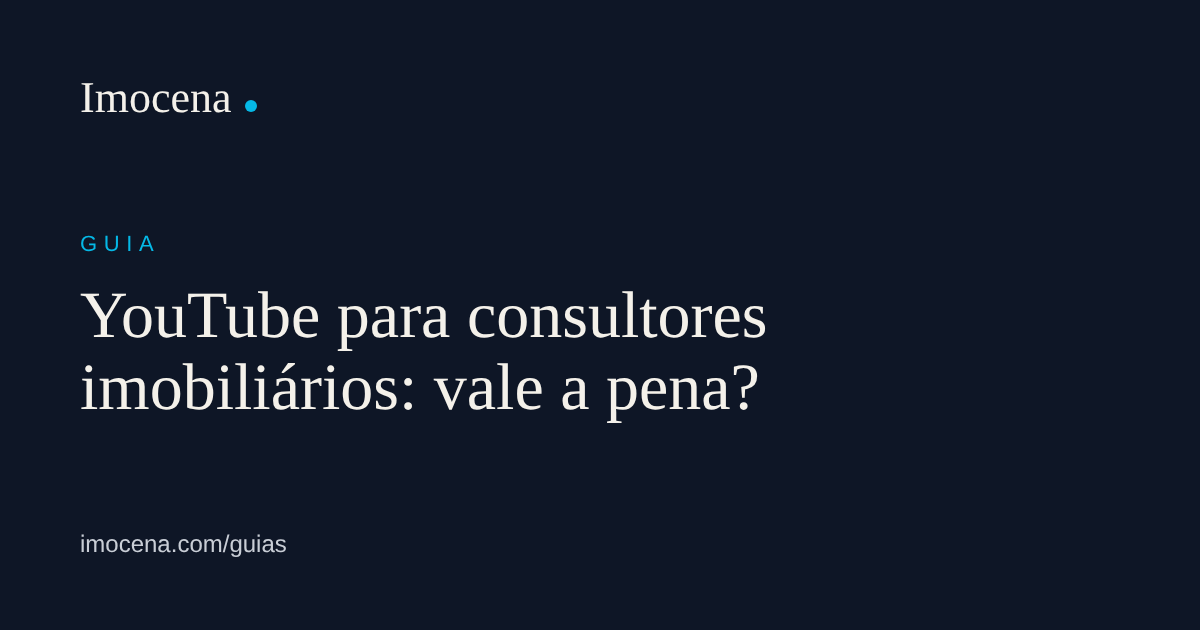 Imocena
GUIA
YouTube para consultores
imobiliários: vale a pena?
imocena.com/guias